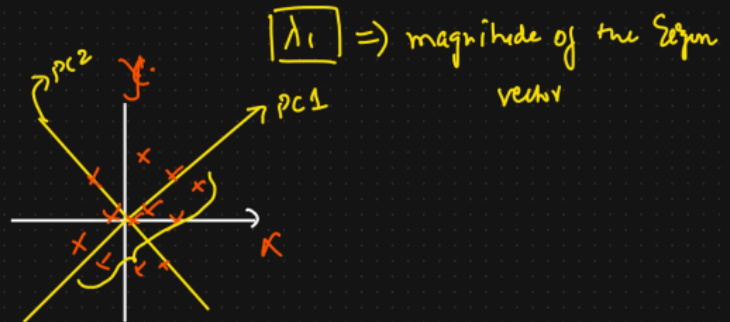 λ₁ => magnitude of the Eigen
vector
PC2
y
PC1
x